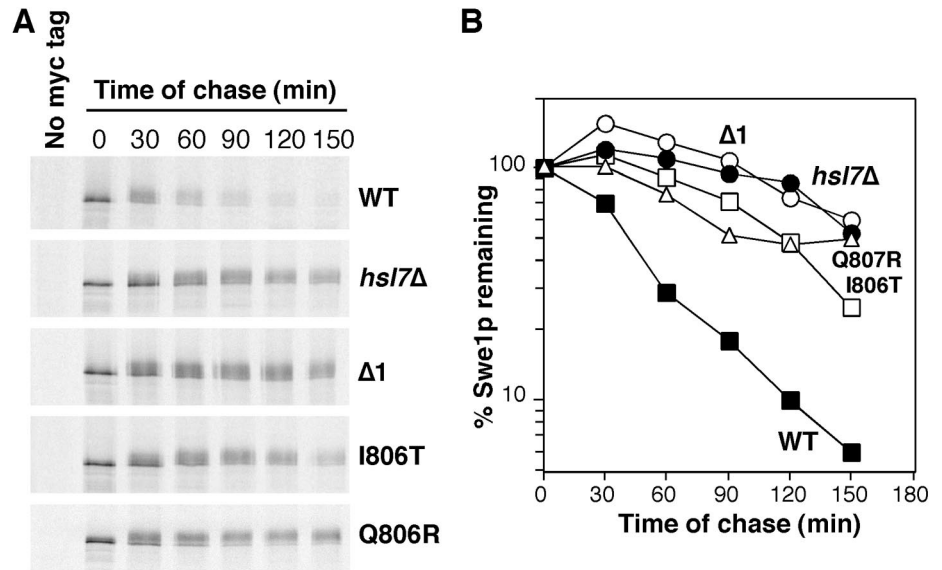 A
No myc tag
Time of chase (min)
0 30 60 90 120 150
WT
hsl7Δ
Δ1
I806T
Q806R
B
% Swe1p remaining
100
10
Δ1
hsl7Δ
Q807R
I806T
WT
0 30 60 90 120 150 180
Time of chase (min)